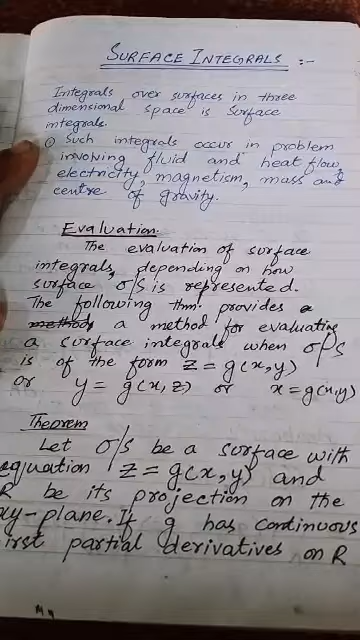 SURFACE INTEGRALS :-
Integrals over surfaces in three
dimensional space is Surface
integrals.
Such integrals occur in problem
involving fluid and heat flow,
electricity, magnetism, mass and
centre of gravity.
Evaluation.
The evaluation of surface
integrals, depending on how
surface σ/S is represented.
The following thm: provides a
method a method for evaluating
a surface integrals when σ/S
is of the form z = g(x,y)
or y = g(x,z) or x = g(x,y)
Theorem
Let σ/S be a surface with
equation z = g(x,y) and
R be its projection on the
xy-plane. If g has continuous
irst partial derivatives on R